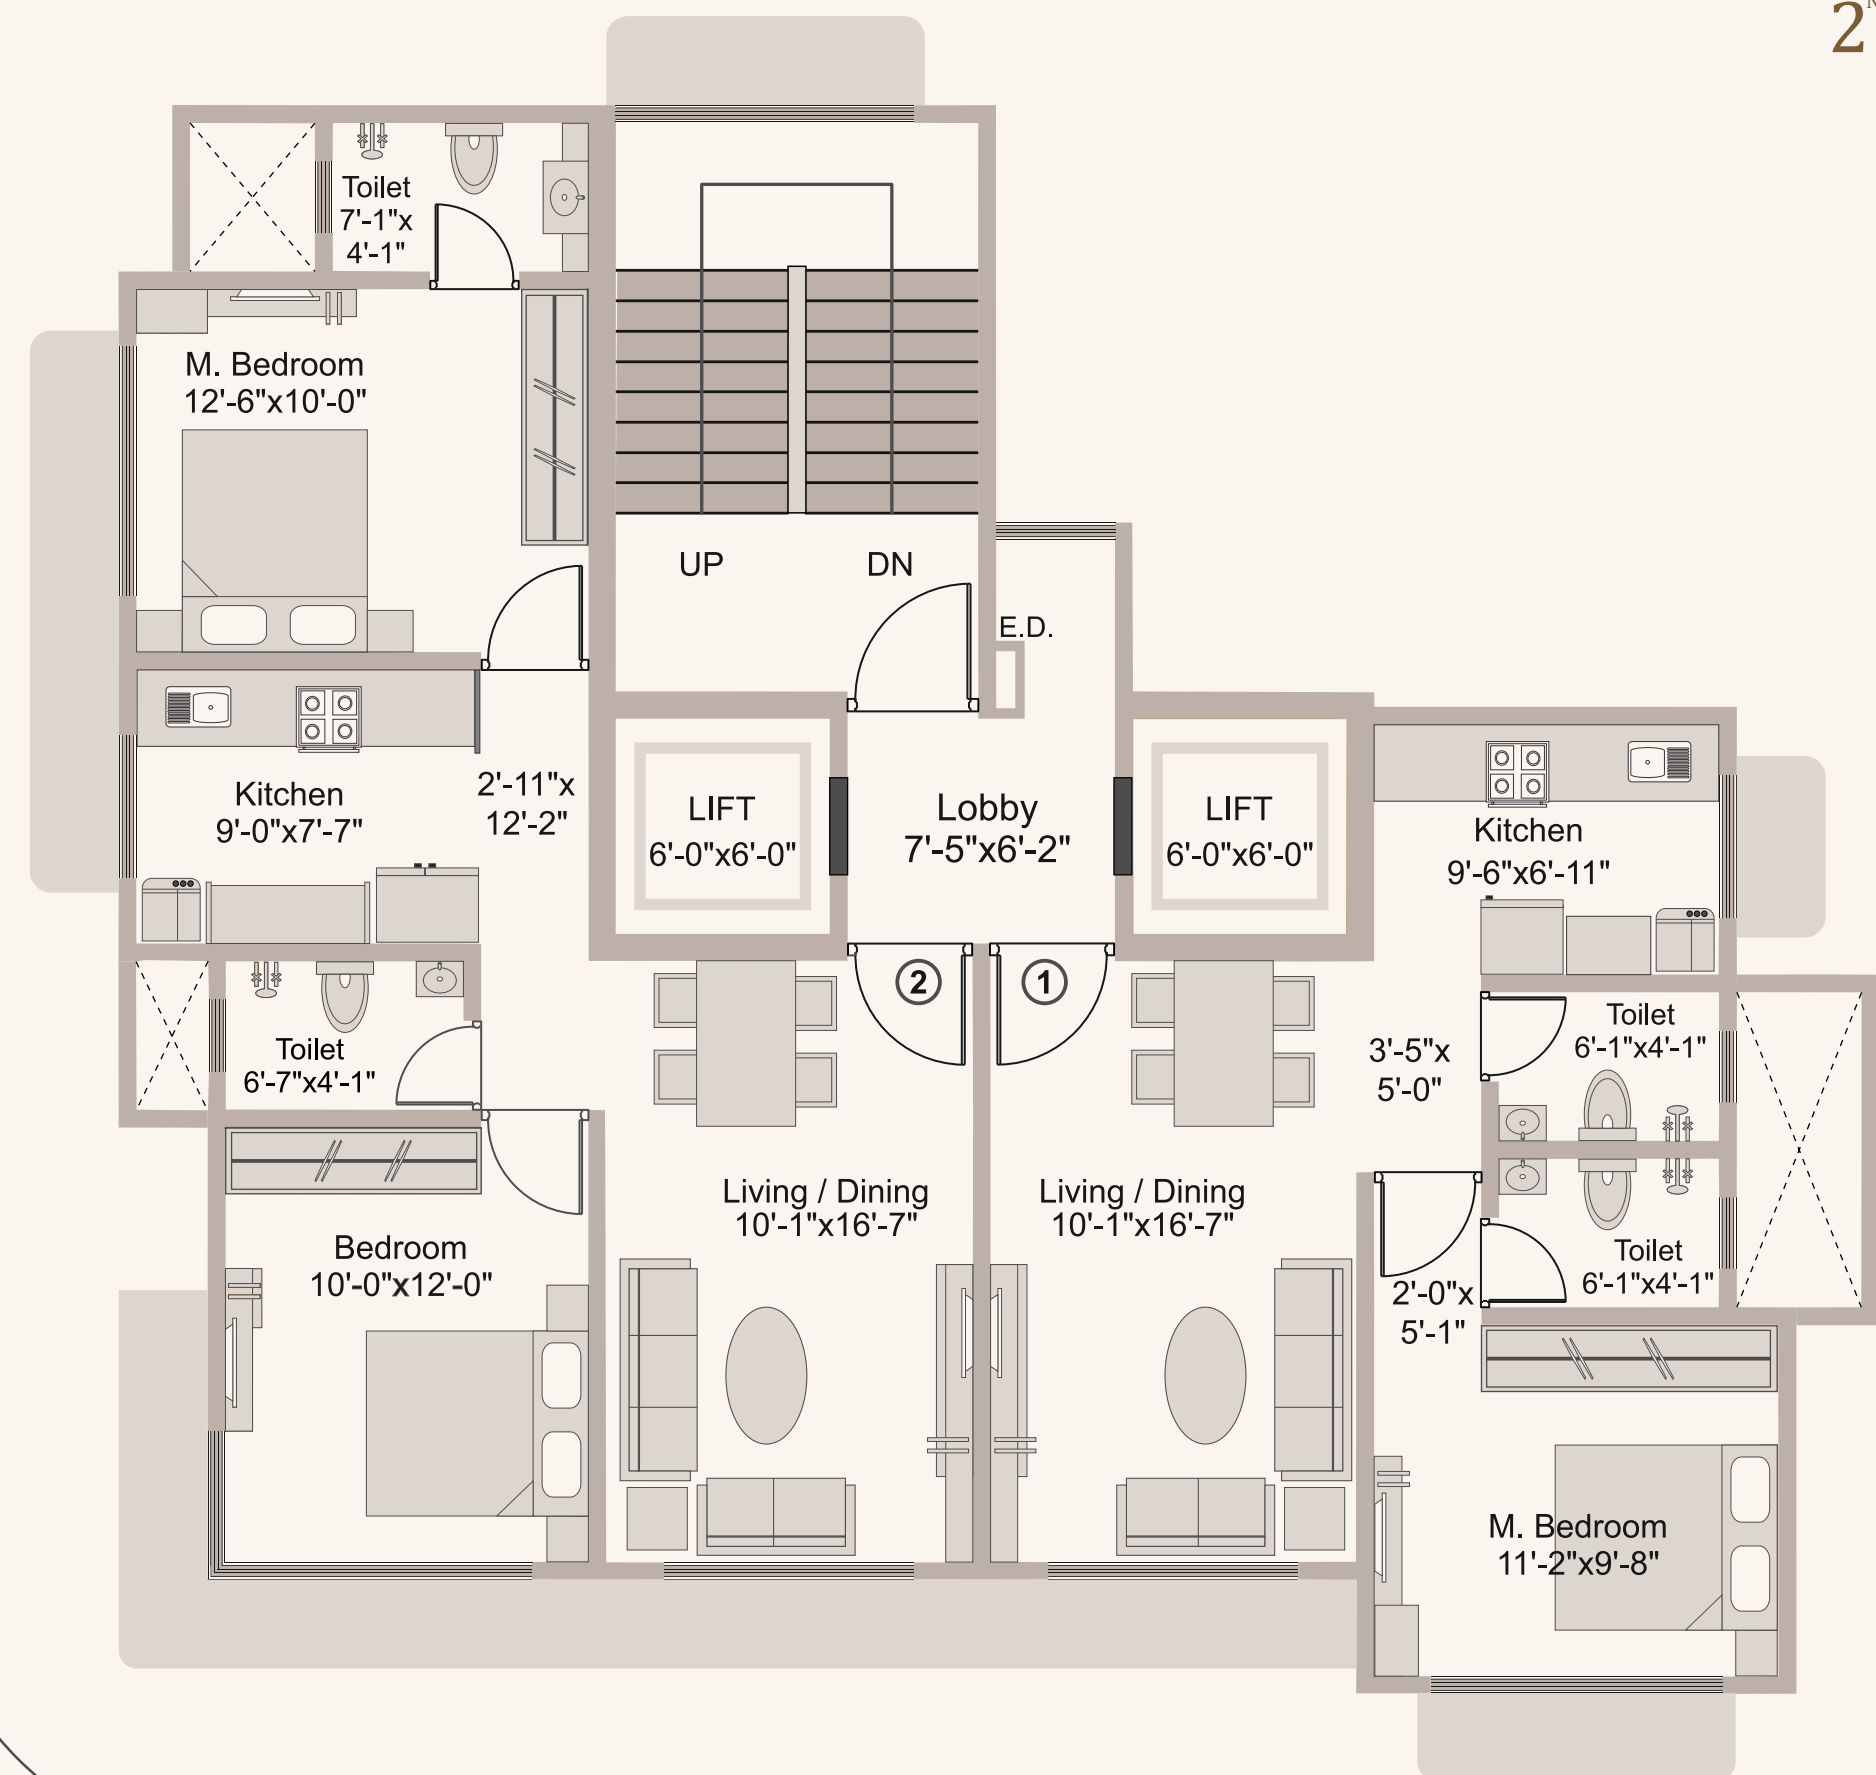 2
Toilet
7'-1"x
4'-1"
M. Bedroom
12'-6"x10'-0"
UP
DN
E.D.
Kitchen
9'-0"x7'-7"
2'-11"x
12'-2"
LIFT
6'-0"x6'-0"
Lobby
7'-5"x6'-2"
LIFT
6'-0"x6'-0"
Kitchen
9'-6"x6'-11"
2
1
Toilet
6'-7"x4'-1"
3'-5"x
5'-0"
Toilet
6'-1"x4'-1"
Living / Dining
10'-1"x16'-7"
Living / Dining
10'-1"x16'-7"
Bedroom
10'-0"x12'-0"
Toilet
6'-1"x4'-1"
2'-0"x
5'-1"
M. Bedroom
11'-2"x9'-8"